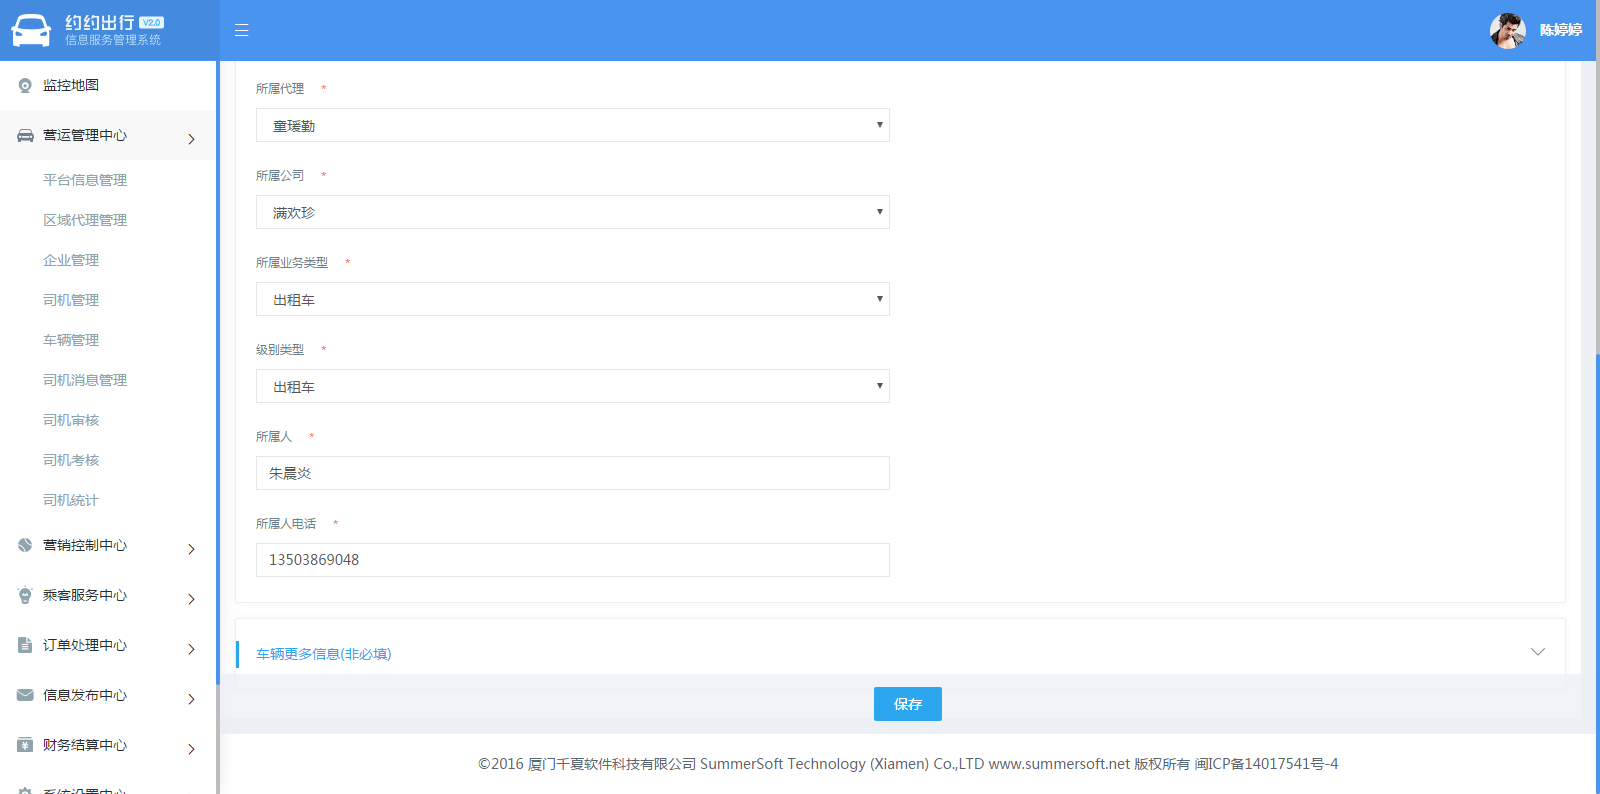 约约出行 V2.0
信息服务管理系统
陈婷婷
监控地图
营运管理中心
平台信息管理
区域代理管理
企业管理
司机管理
车辆管理
司机消息管理
司机审核
司机考核
司机统计
营销控制中心
乘客服务中心
订单处理中心
信息发布中心
财务结算中心
系统设置中心
所属代理 *
童瑗勤
所属公司 *
满欢珍
所属业务类型 *
出租车
级别类型 *
出租车
所属人 *
朱晨炎
所属人电话 *
13503869048
车辆更多信息(非必填)
保存
©2016 厦门千夏软件科技有限公司 SummerSoft Technology (Xiamen) Co.,LTD www.summersoft.net 版权所有 闽ICP备14017541号-4